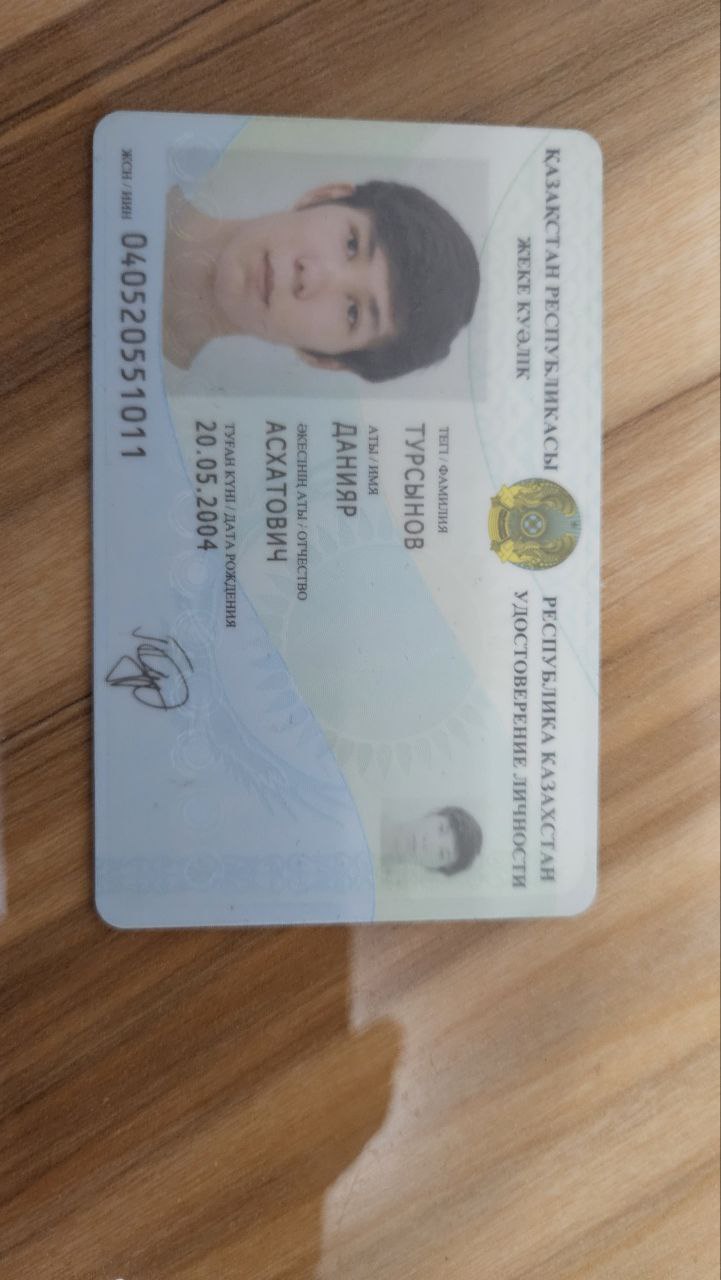 ҚАЗАҚСТАН РЕСПУБЛИКАСЫ
ЖЕКЕ КУӘЛІК
РЕСПУБЛИКА КАЗАХСТАН
УДОСТОВЕРЕНИЕ ЛИЧНОСТИ
ТЕГІ / ФАМИЛИЯ
ТУРСЫНОВ
АТЫ / ИМЯ
ДАНИЯР
ӘКЕСІНІҢ АТЫ / ОТЧЕСТВО
АСХАТОВИЧ
ТУҒАН КҮНІ / ДАТА РОЖДЕНИЯ
20.05.2004
ЖСН / ИИН 040520551011